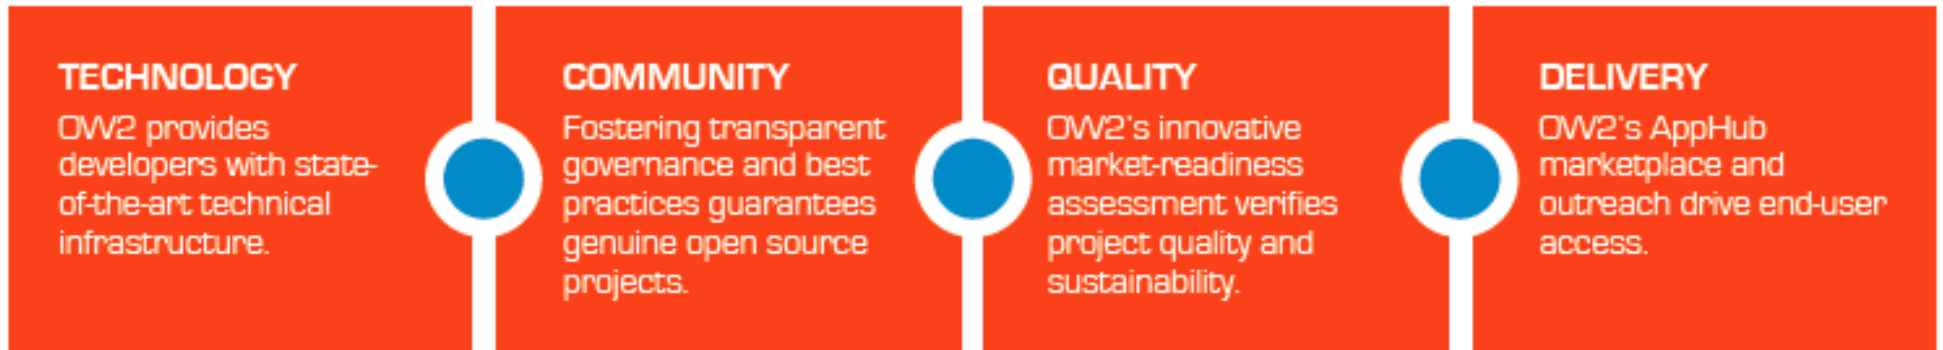 TECHNOLOGY
OW2 provides
developers with state-
of-the-art technical
infrastructure.
COMMUNITY
Fostering transparent
governance and best
practices guarantees
genuine open source
projects.
QUALITY
OW2's innovative
market-readiness
assessment verifies
project quality and
sustainability.
DELIVERY
OW2's AppHub
marketplace and
outreach drive end-user
access.